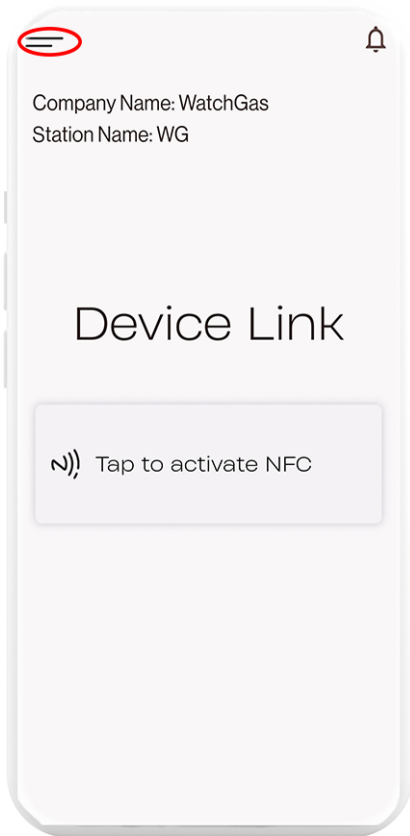 Company Name: WatchGas
Station Name: WG
Device Link
Tap to activate NFC